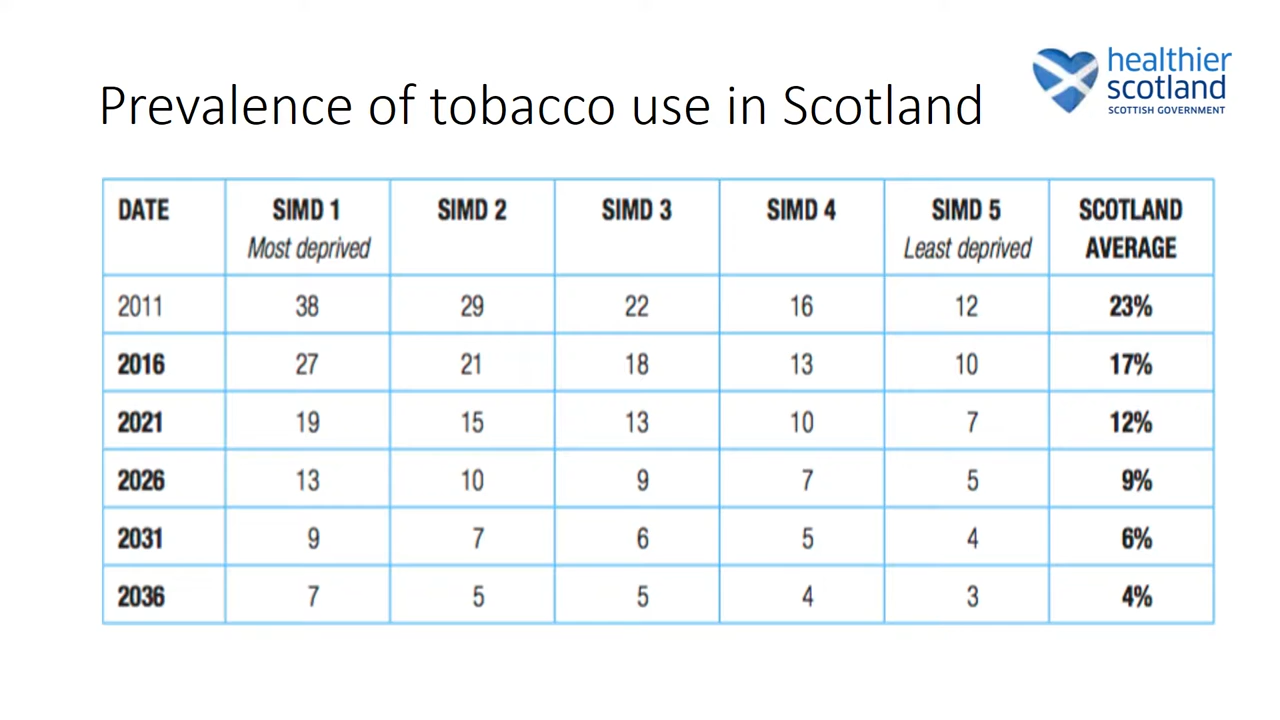 Prevalence of tobacco use in Scotland
healthier
scotland
SCOTTISH GOVERNMENT
DATE SIMD 1 SIMD 2 SIMD 3 SIMD 4 SIMD 5 SCOTLAND
Most deprived Least deprived AVERAGE
2011 38 29 22 16 12 23%
2016 27 21 18 13 10 17%
2021 19 15 13 10 7 12%
2026 13 10 9 7 5 9%
2031 9 7 6 5 4 6%
2036 7 5 5 4 3 4%